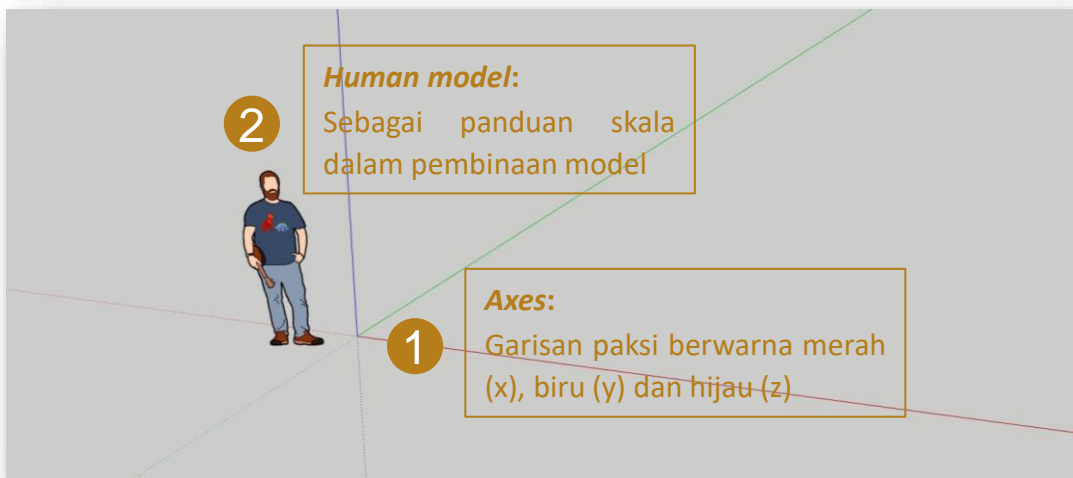 2
Human model:
Sebagai panduan skala
dalam pembinaan model
1
Axes:
Garisan paksi berwarna merah
(x), biru (y) dan hijau (z)